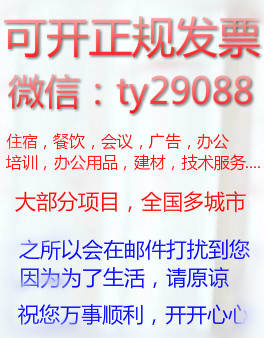 可开正规发票
微信：ty29088
住宿，餐饮，会议，广告，办公
培训，办公用品，建材，技术服务....
大部分项目，全国多城市
之所以会在邮件打扰到您
因为为了生活，请原谅
祝您万事顺利，开开心心